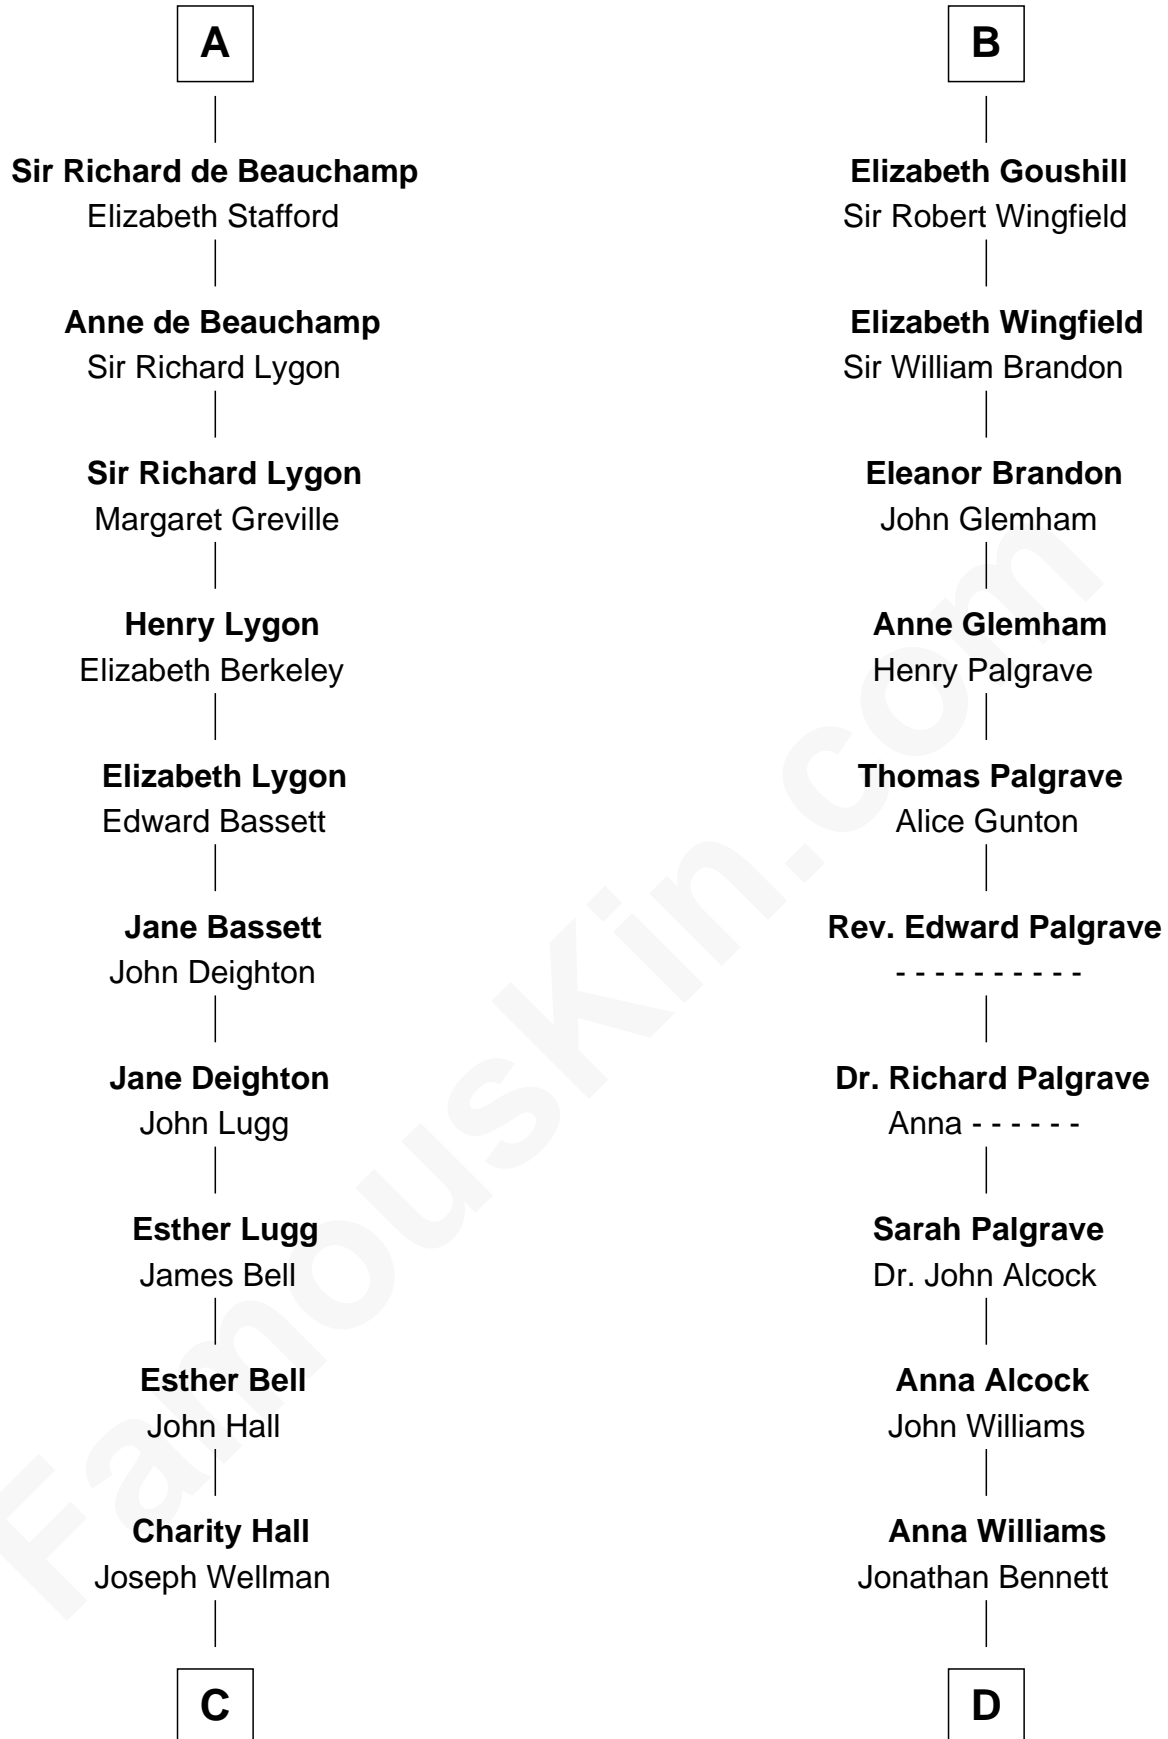 A
Sir Richard de Beauchamp
Elizabeth Stafford
Anne de Beauchamp
Sir Richard Lygon
Sir Richard Lygon
Margaret Greville
Henry Lygon
Elizabeth Berkeley
Elizabeth Lygon
Edward Bassett
Jane Bassett
John Deighton
Jane Deighton
John Lugg
Esther Lugg
James Bell
Esther Bell
John Hall
Charity Hall
Joseph Wellman
C
B
Elizabeth Goushill
Sir Robert Wingfield
Elizabeth Wingfield
Sir William Brandon
Eleanor Brandon
John Glemham
Anne Glemham
Henry Palgrave
Thomas Palgrave
Alice Gunton
Rev. Edward Palgrave
- - - - - - - - - -
Dr. Richard Palgrave
Anna - - - - - -
Sarah Palgrave
Dr. John Alcock
Anna Alcock
John Williams
Anna Williams
Jonathan Bennett
D
FamousKin.com